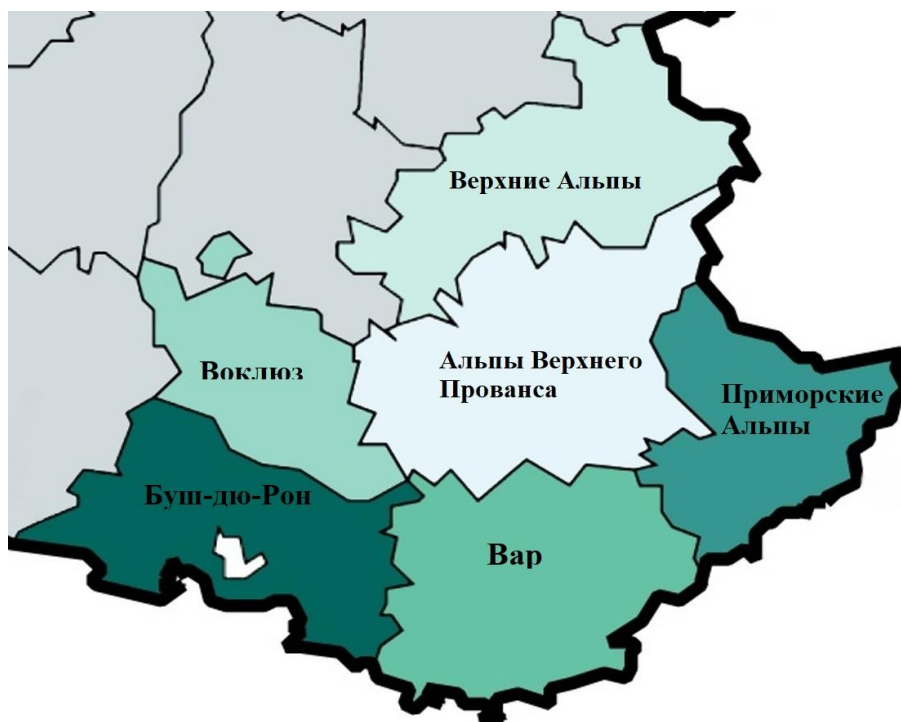 Верхние Альпы
Альпы Верхнего
Прованса
Воклюз
Приморские
Альпы
Буш-дю-Рон
Вар